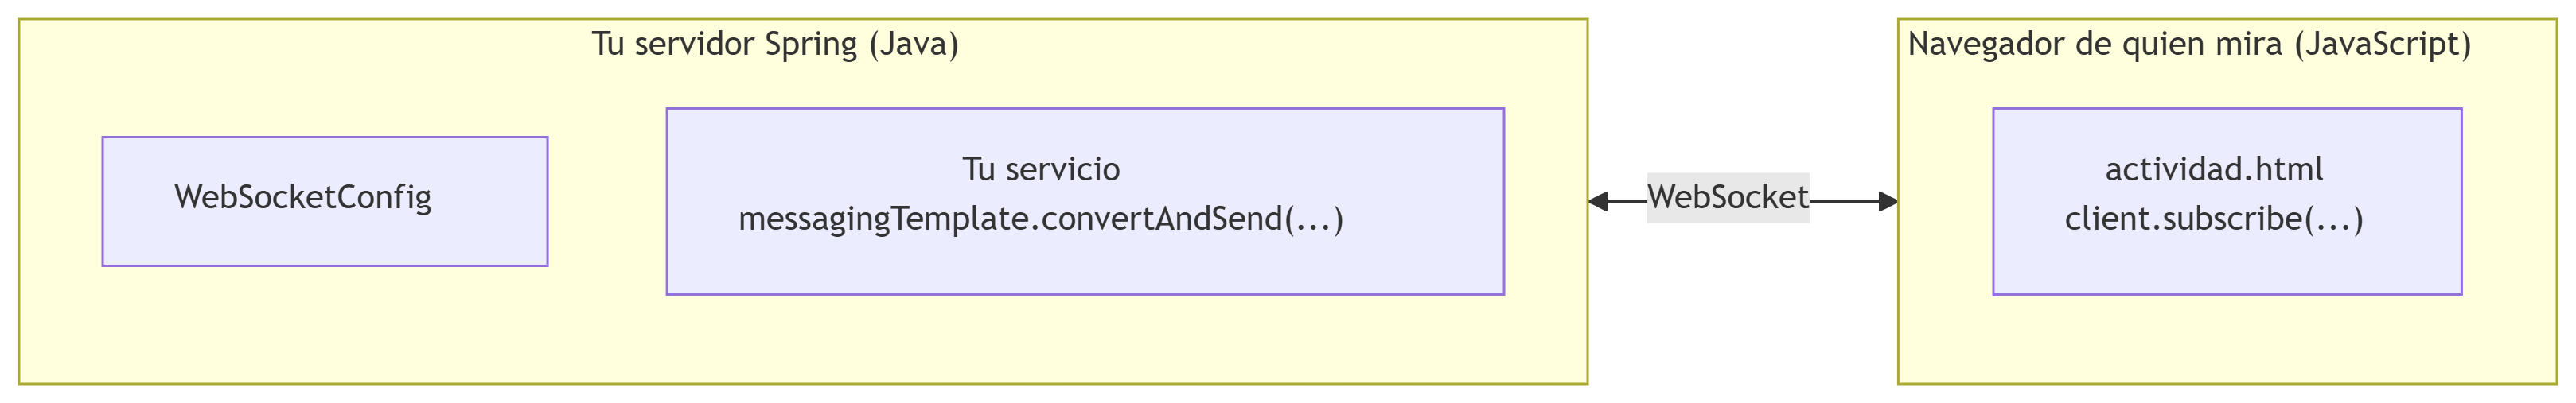 Tu servidor Spring (Java)
WebSocketConfig
Tu servicio
messagingTemplate.convertAndSend(...)
WebSocket
Navegador de quien mira (JavaScript)
actividad.html
client.subscribe(...)